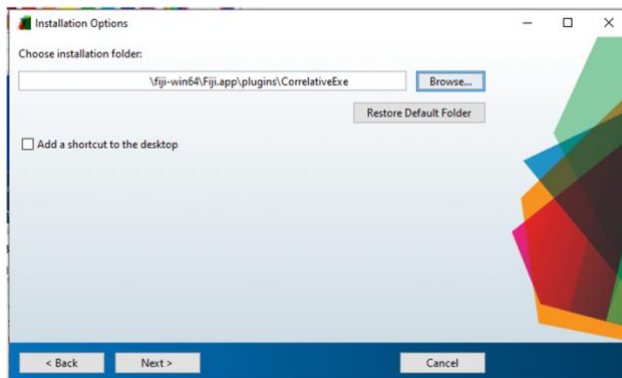 Installation Options
Choose installation folder:
\fiji-win64\Fiji.app\plugins\CorrelativeExe
Browse...
Restore Default Folder
Add a shortcut to the desktop
< Back
Next >
Cancel